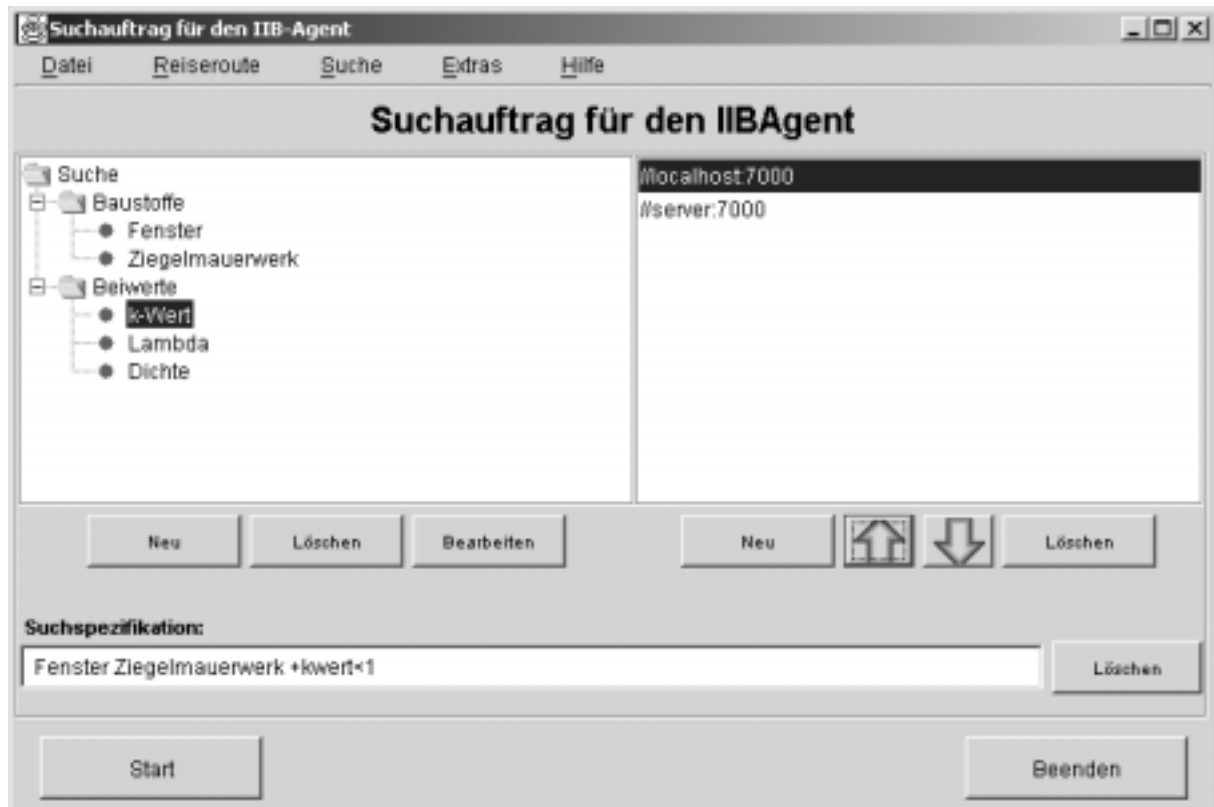 Suchauftrag für den IIB-Agent
Datei Reiseroute Suche Extras Hilfe
Suchauftrag für den IIBAgent
Suche
Baustoffe
Fenster
Ziegelmauerwerk
Beiwerte
k-Wert
Lambda
Dichte
//localhost:7000
//server:7000
Neu Löschen Bearbeiten Neu Löschen
Suchspezifikation:
Fenster Ziegelmauerwerk +kwert<1 Löschen
Start Beenden